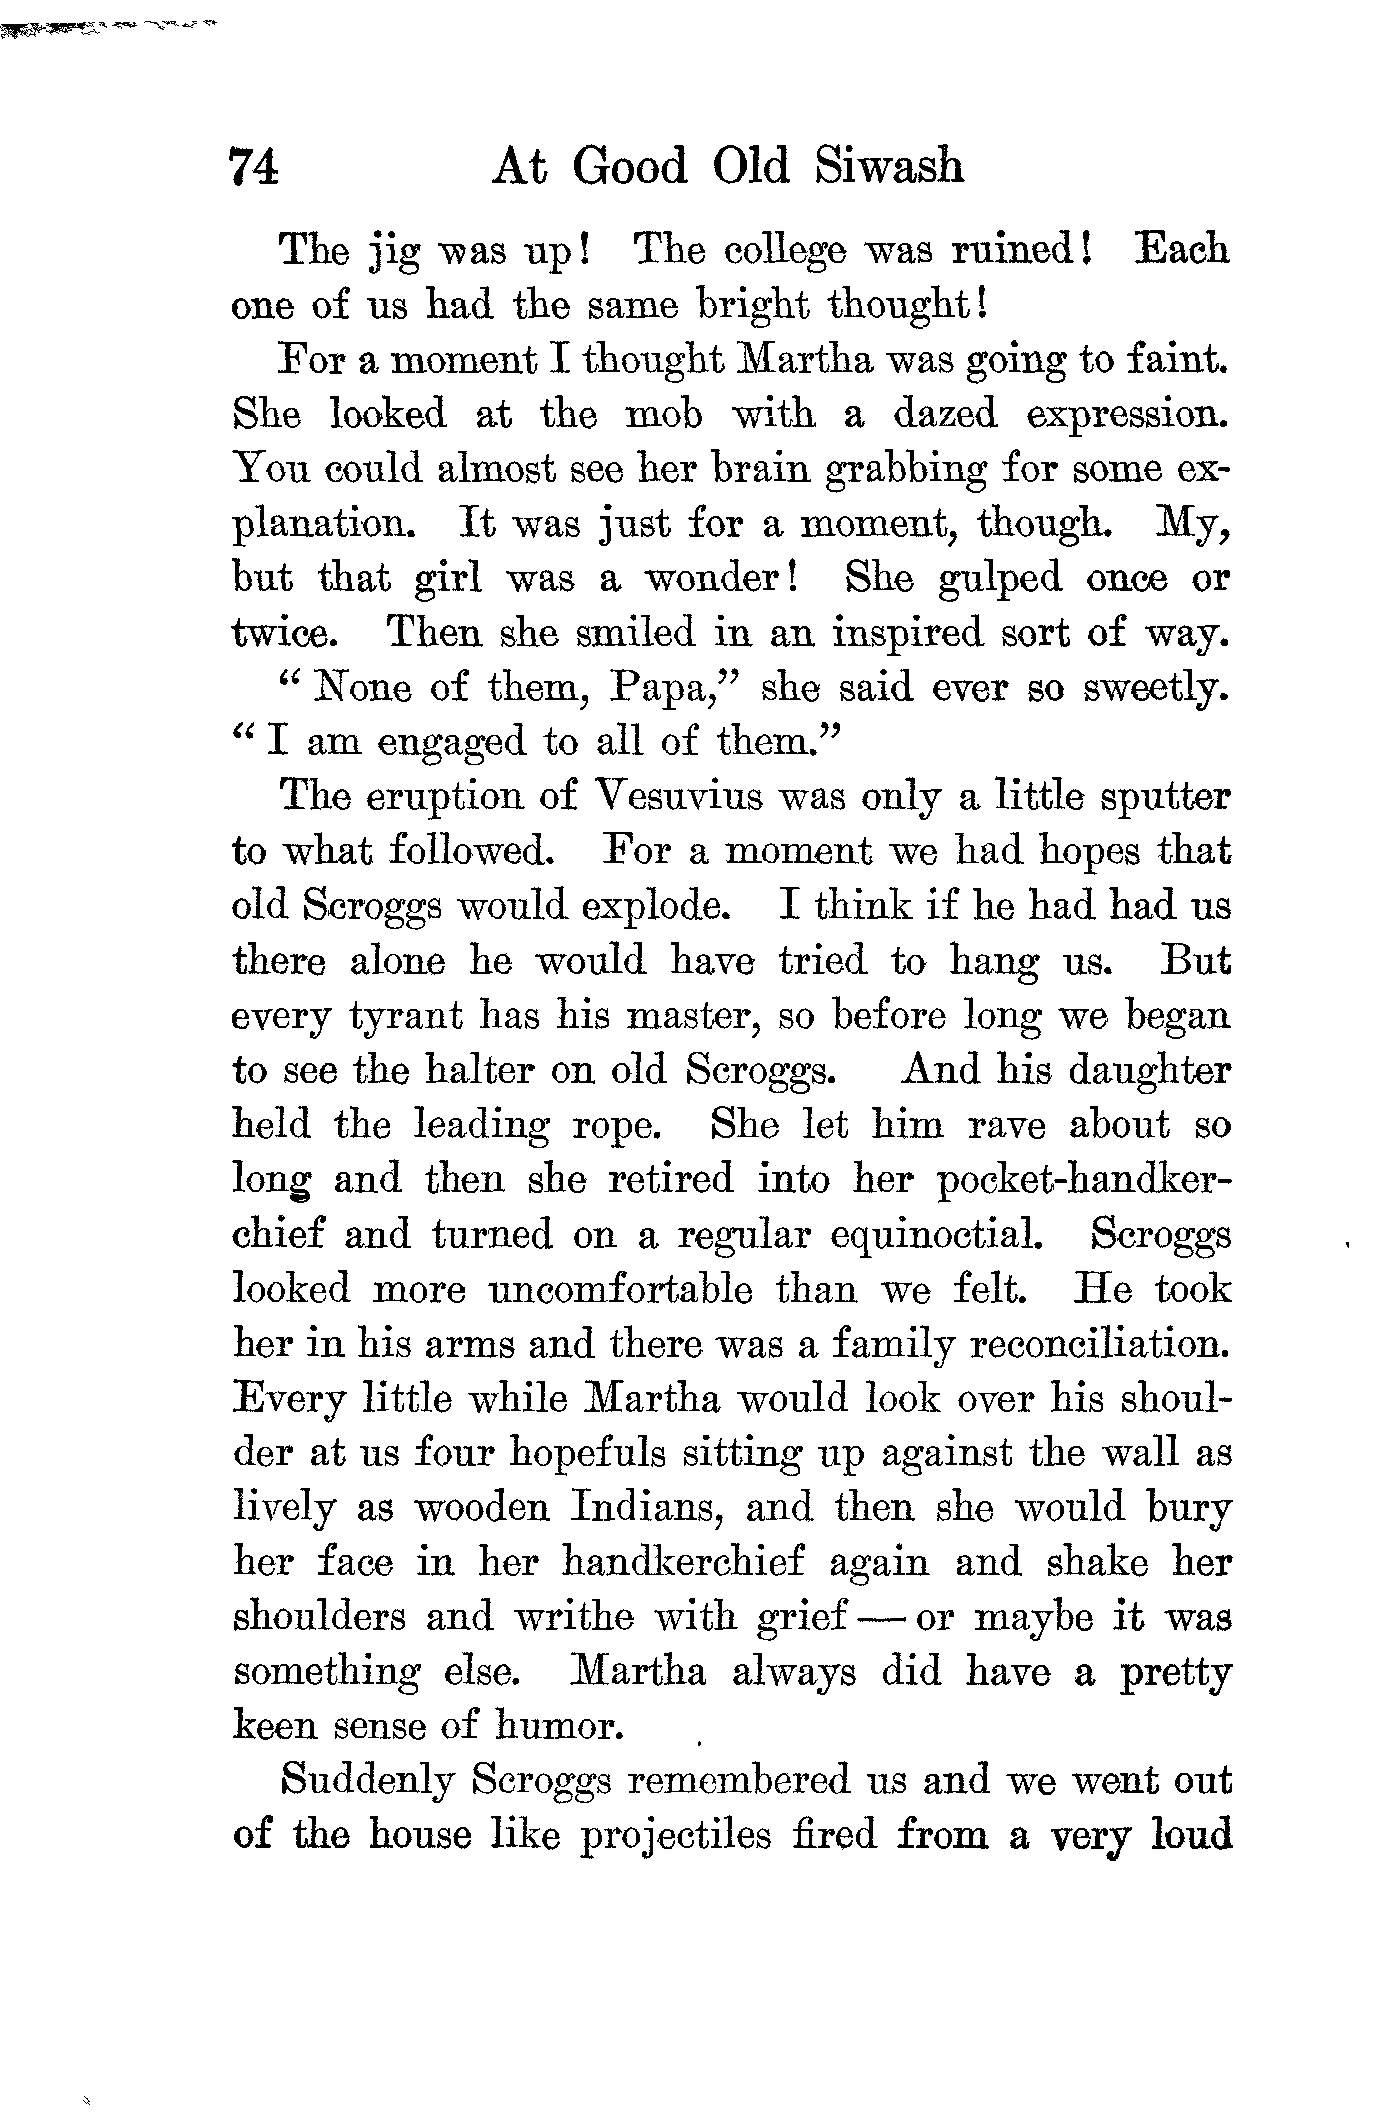 74 At Good Old Siwash
The jig was up! The college was ruined! Each
one of us had the same bright thought!
For a moment I thought Martha was going to faint.
She looked at the mob with a dazed expression.
You could almost see her brain grabbing for some ex-
planation. It was just for a moment, though. My,
but that girl was a wonder! She gulped once or
twice. Then she smiled in an inspired sort of way.
“ None of them, Papa,” she said ever so sweetly.
“ I am engaged to all of them.”
The eruption of Vesuvius was only a little sputter
to what followed. For a moment we had hopes that
old Scroggs would explode. I think if he had had us
there alone he would have tried to hang us. But
every tyrant has his master, so before long we began
to see the halter on old Scroggs. And his daughter
held the leading rope. She let him rave about so
long and then she retired into her pocket-handker-
chief and turned on a regular equinoctial. Scroggs
looked more uncomfortable than we felt. He took
her in his arms and there was a family reconciliation.
Every little while Martha would look over his shoul-
der at us four hopefuls sitting up against the wall as
lively as wooden Indians, and then she would bury
her face in her handkerchief again and shake her
shoulders and writhe with grief — or maybe it was
something else. Martha always did have a pretty
keen sense of humor.
Suddenly Scroggs remembered us and we went out
of the house like projectiles fired from a very loud